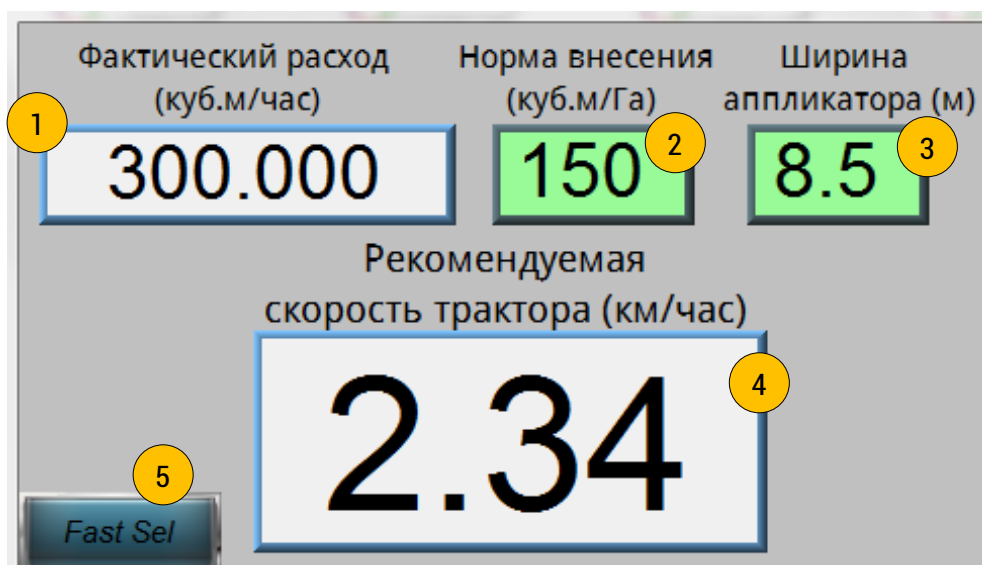 Фактический расход
(куб.м/час)
Норма внесения
(куб.м/Га)
Ширина
аппликатора (м)
1
300.000
2
150
3
8.5
Рекомендуемая
скорость трактора (км/час)
4
2.34
5
Fast Sel